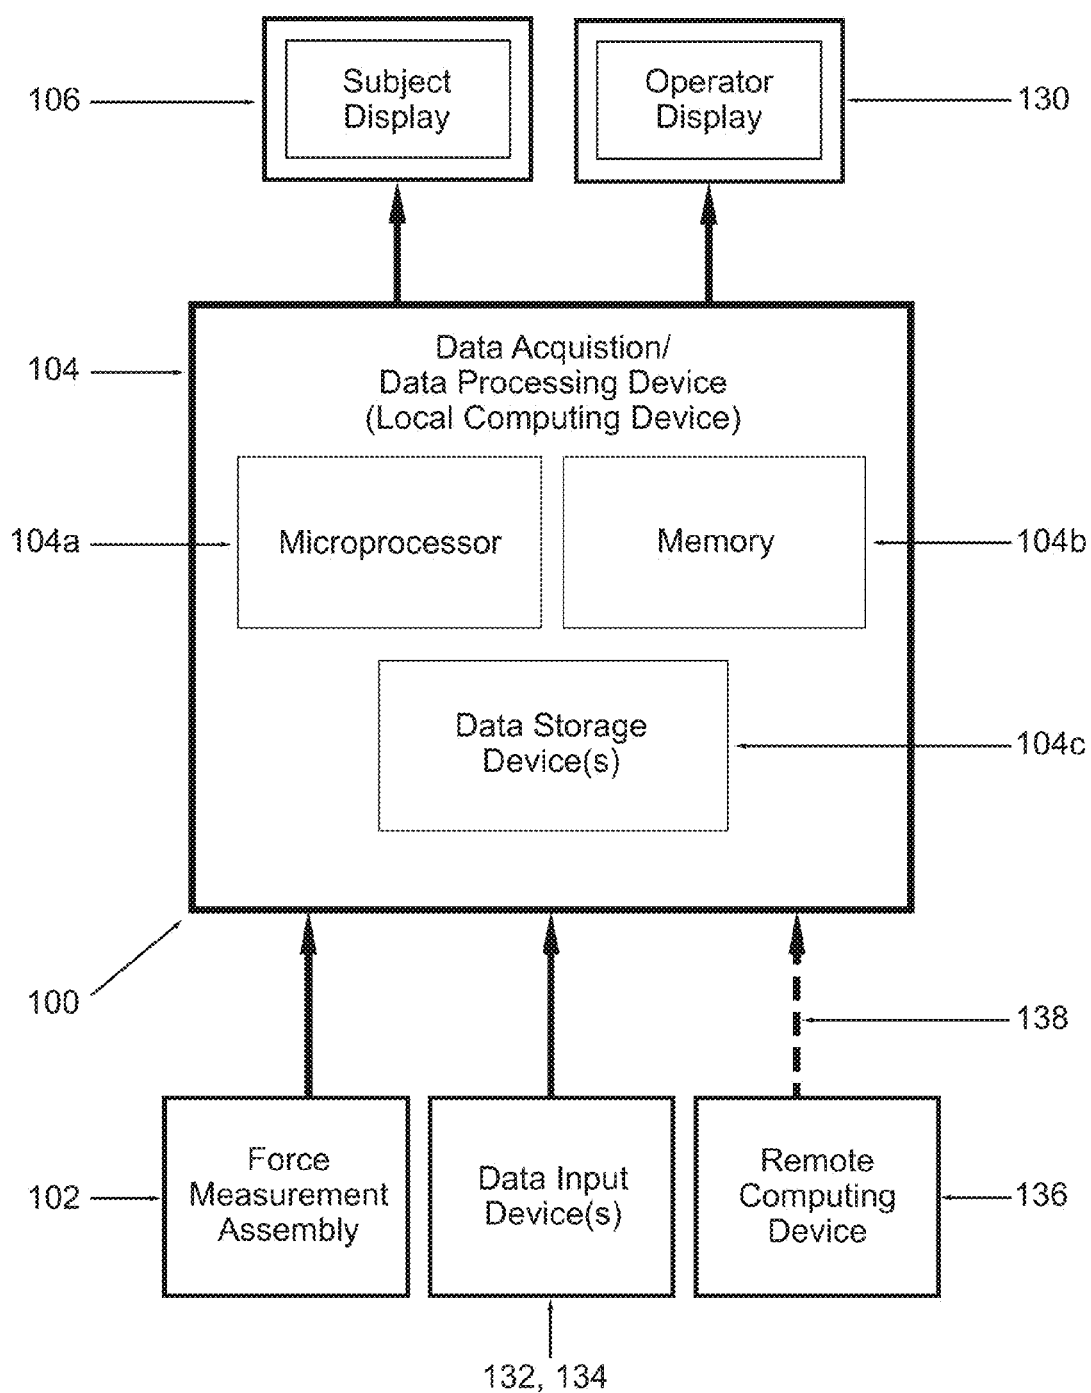 106
Subject
Display
Operator
Display
130
104
Data Acquistion/
Data Processing Device
(Local Computing Device)
104a
Microprocessor
Memory
104b
Data Storage
Device(s)
104c
100
138
102
Force
Measurement
Assembly
Data Input
Device(s)
Remote
Computing
Device
136
132, 134